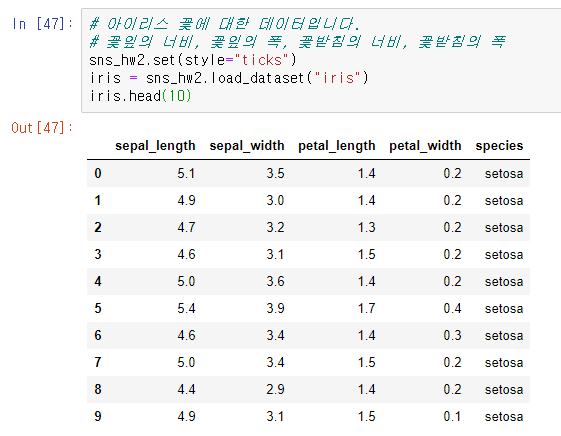 In [47]: # 아이리스 꽃에 대한 데이터입니다.
# 꽃잎의 너비, 꽃잎의 폭, 꽃받침의 너비, 꽃받침의 폭
sns_hw2.set(style="ticks")
iris = sns_hw2.load_dataset("iris")
iris.head(10)
Out[47]:
sepal_length sepal_width petal_length petal_width species
0 5.1 3.5 1.4 0.2 setosa
1 4.9 3.0 1.4 0.2 setosa
2 4.7 3.2 1.3 0.2 setosa
3 4.6 3.1 1.5 0.2 setosa
4 5.0 3.6 1.4 0.2 setosa
5 5.4 3.9 1.7 0.4 setosa
6 4.6 3.4 1.4 0.3 setosa
7 5.0 3.4 1.5 0.2 setosa
8 4.4 2.9 1.4 0.2 setosa
9 4.9 3.1 1.5 0.1 setosa